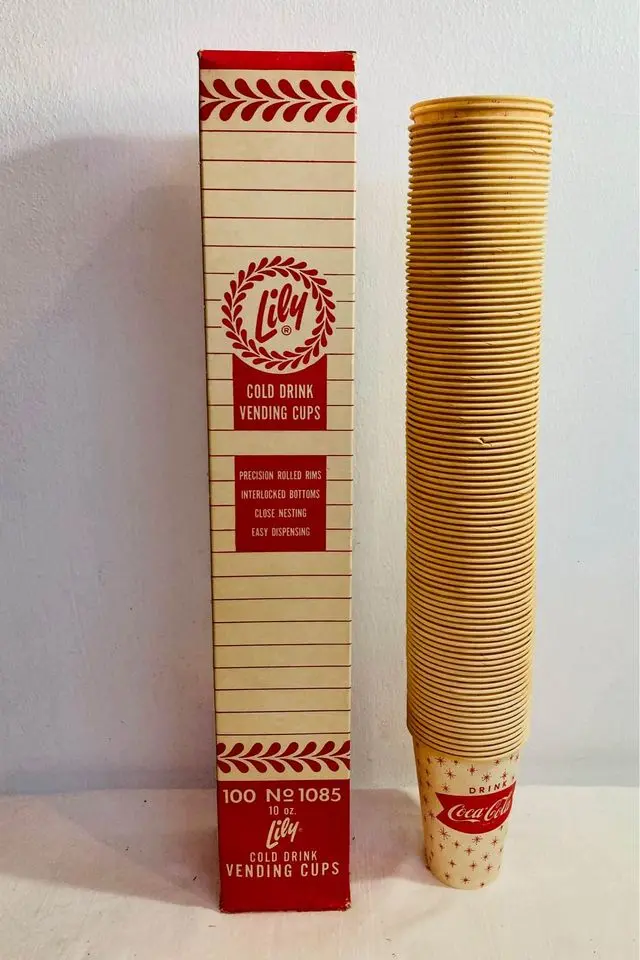 Lily
®
COLD DRINK
VENDING CUPS
PRECISION ROLLED RIMS
INTERLOCKED BOTTOMS
CLOSE NESTING
EASY DISPENSING
100 No 1085
10 oz.
Lily®
COLD DRINK
VENDING CUPS
DRINK
Coca-Cola